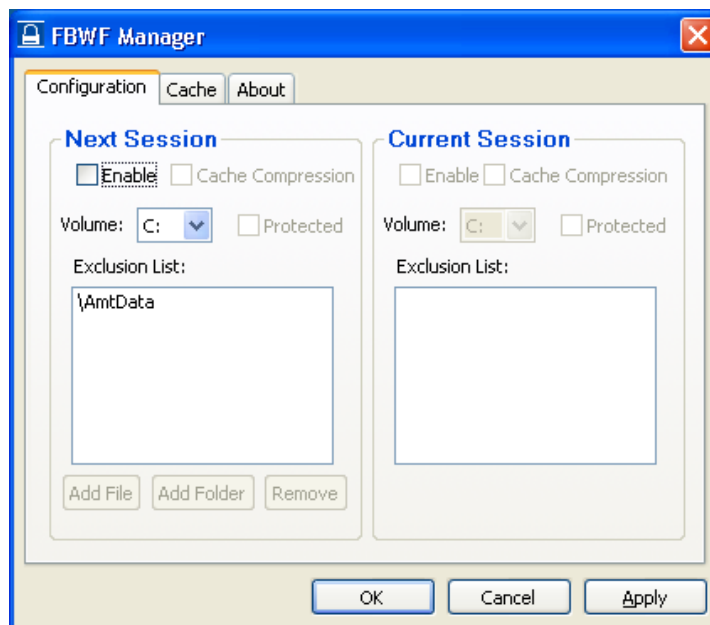 FBWF Manager
Configuration Cache About
Next Session
Enable Cache Compression
Volume: C: Protected
Exclusion List:
\AmtData
Add File Add Folder Remove
Current Session
Enable Cache Compression
Volume: C: Protected
Exclusion List:
OK Cancel Apply